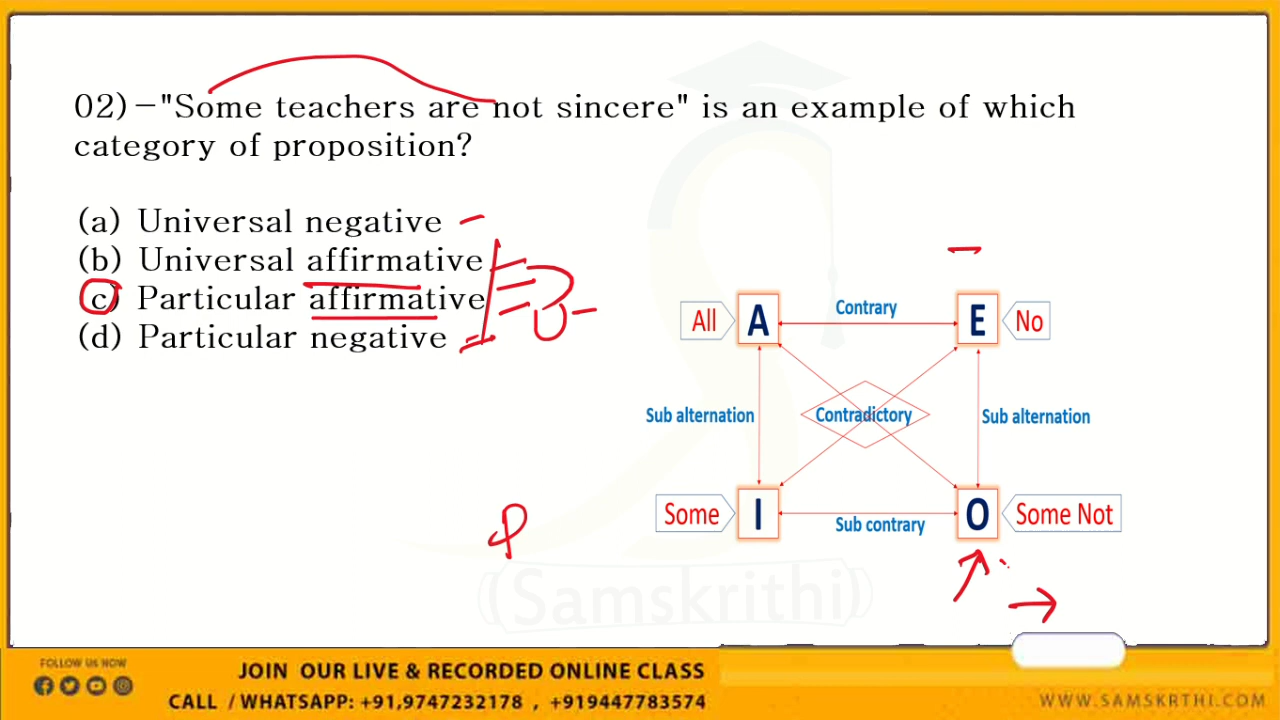 02)-"Some teachers are not sincere" is an example of which
category of proposition?
(a) Universal negative
(b) Universal affirmative
(c) Particular affirmative
(d) Particular negative
All A Contrary E No
Sub alternation Contradictory Sub alternation
Some I Sub contrary O Some Not
Samskrithi
FOLLOW US NOW
JOIN OUR LIVE & RECORDED ONLINE CLASS
CALL / WHATSAPP: +91,9747232178 , +919447783574
WWW.SAMSKRTHI.COM